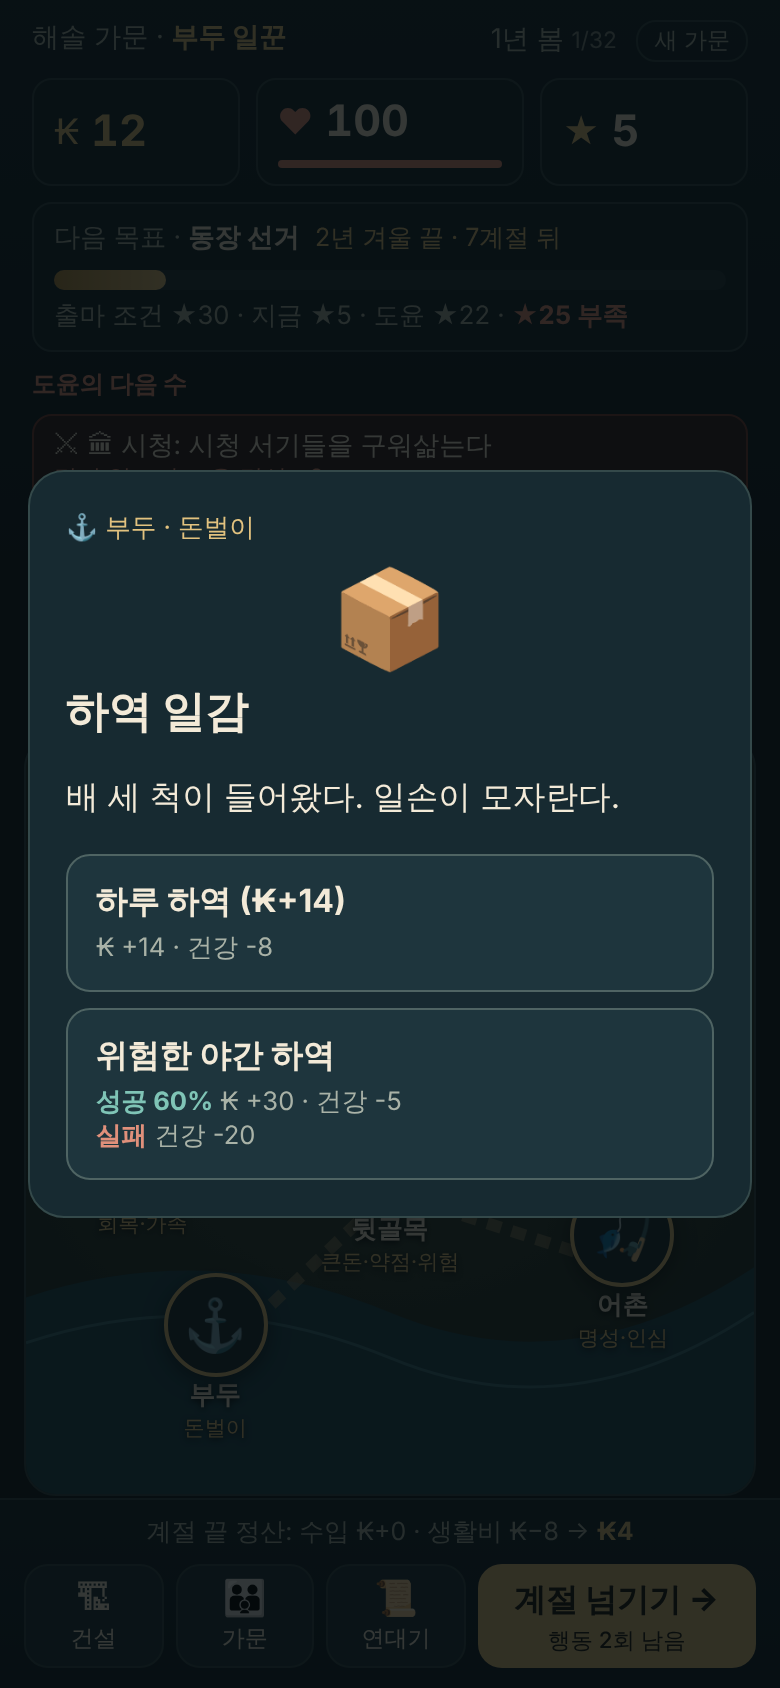 해솔 가문 · 부두 일꾼
1년 봄 1/32
새 가문
₭ 12
100
★ 5
다음 목표 · 동장 선거 2년 겨울 끝 · 7계절 뒤
출마 조건 ★30 · 지금 ★5 · 도윤 ★22 · ★25 부족
도윤의 다음 수
시청: 시청 서기들을 구워삶는다
부두 · 돈벌이
하역 일감
배 세 척이 들어왔다. 일손이 모자란다.
하루 하역 (₭+14)
₭ +14 · 건강 -8
위험한 야간 하역
성공 60% ₭ +30 · 건강 -5
실패 건강 -20
회복·가족
뒷골목
큰돈·약점·위험
어촌
명성·인심
부두
돈벌이
계절 끝 정산: 수입 ₭+0 · 생활비 ₭−8 → ₭4
건설
가문
연대기
계절 넘기기 →
행동 2회 남음